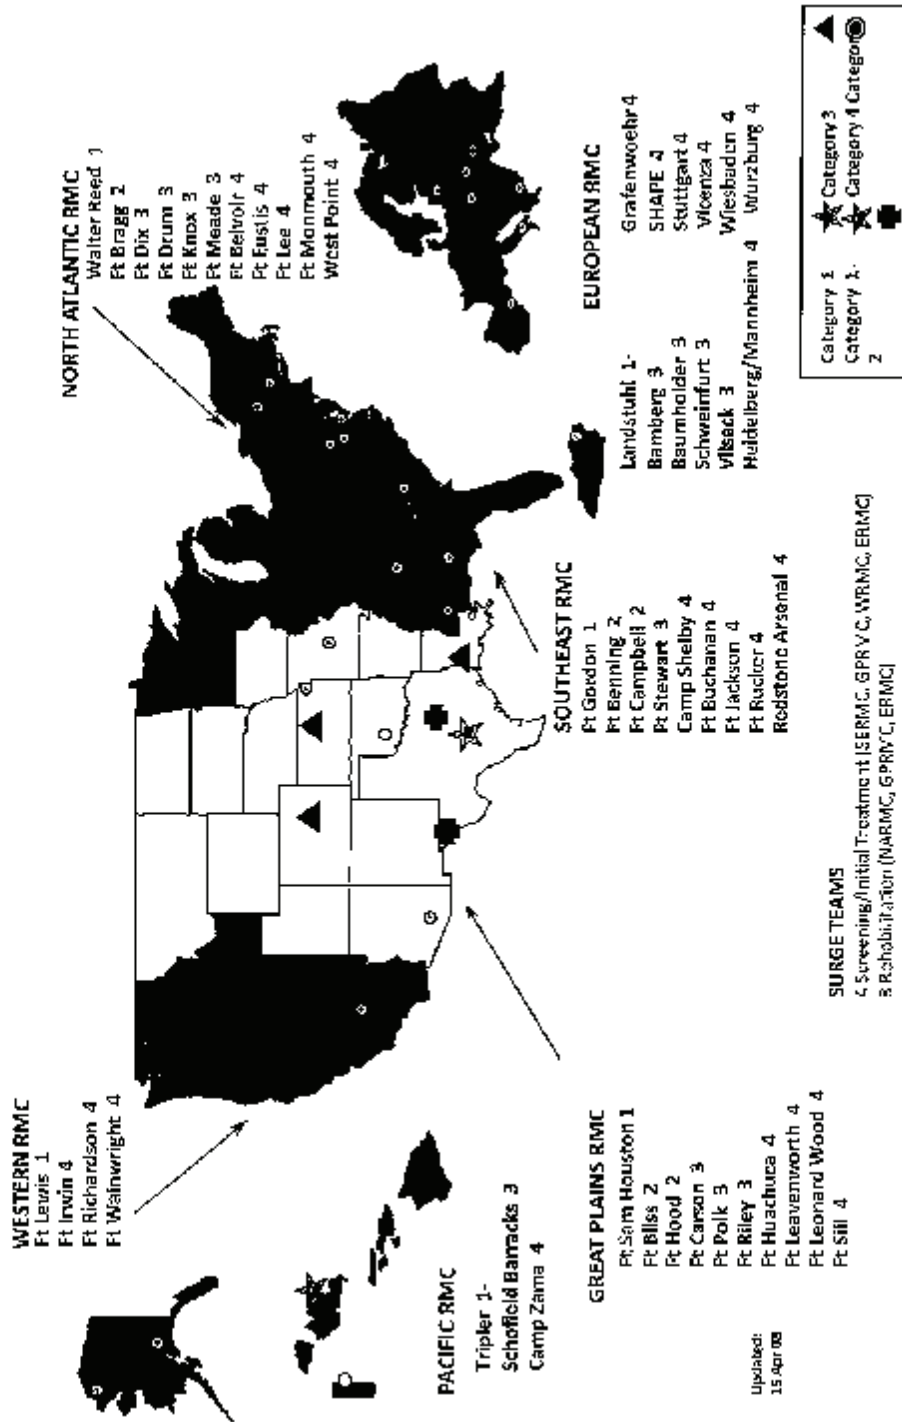 WESTERN RMC
Ft Lewis 1
Ft Irwin 4
Ft Richardson 4
Ft Wainwright 4
NORTH ATLANTIC RMC
Walter Reed 1
Ft Bragg 2
Ft Dix 3
Ft Drum 3
Ft Knox 3
Ft Meade 3
Ft Belvoir 4
Ft Eustis 4
Ft Lee 4
Ft Monmouth 4
West Point 4
PACIFIC RMC
Tripler 1-
Schofield Barracks 3
Camp Zama 4
GREAT PLAINS RMC
Ft Sam Houston 1
Ft Bliss 2
Ft Hood 2
Ft Carson 3
Ft Polk 3
Ft Riley 3
Ft Huachuca 4
Ft Leavenworth 4
Ft Leonard Wood 4
Ft Sill 4
SOUTHEAST RMC
Ft Gordon 1
Ft Benning 2
Ft Campbell 2
Ft Stewart 3
Camp Shelby 4
Ft Buchanan 4
Ft Jackson 4
Ft Rucker 4
Redstone Arsenal 4
EUROPEAN RMC
Landstuhl 1-
Bamberg 3
Baumholder 3
Schweinfurt 3
Vilseck 3
Heidelberg/Mannheim 4
Grafenwoehr 4
SHAPE 4
Stuttgart 4
Vicenza 4
Wiesbaden 4
Wurzburg 4
Updated:
15 Apr 08
SURGE TEAMS
4 Screening/Initial Treatment (SERMC, GPRMC, WRMC, ERMC)
3 Rehabilitation (NARMC, GPRMC, ERMC)
Category 1 Category 3
Category 1- Category 4 Categor
2